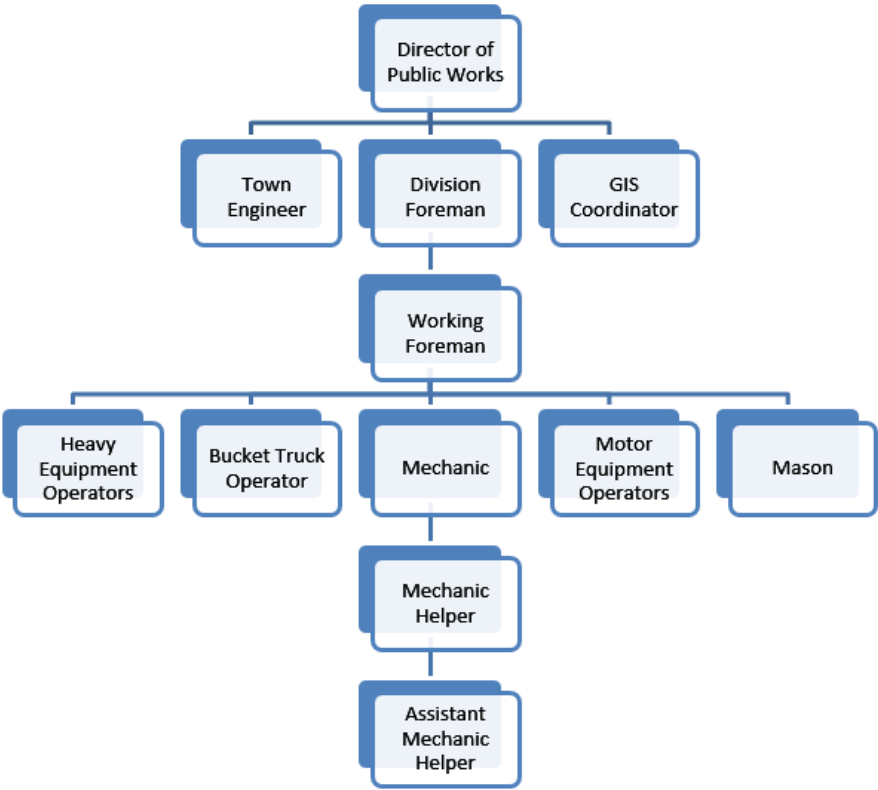 Director of
Public Works
Town
Engineer
Division
Foreman
GIS
Coordinator
Working
Foreman
Heavy
Equipment
Operators
Bucket Truck
Operator
Mechanic
Motor
Equipment
Operators
Mason
Mechanic
Helper
Assistant
Mechanic
Helper